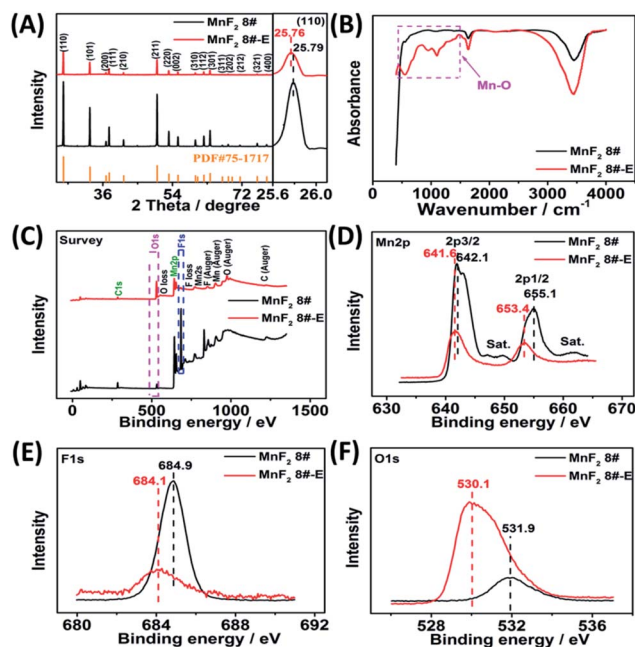 (A)
MnF2 8#
MnF2 8#-E
(110)
25.76
25.79
(110)
(101)
(200)
(111)
(210)
(211)
(220)
(002)
(310)
(112)
(301)
(311)
(202)
(212)
(321)
(400)
PDF#75-1717
Intensity
36 54 72 25.6 26.0
2 Theta / degree
(B)
Mn-O
MnF2 8#
MnF2 8#-E
Absorbance
0 1000 2000 3000 4000
Wavenumber / cm-1
(C)
Survey
C1s
O1s
O loss
Mn2p
F1s
F loss
Mn2s
F (Auger)
Mn (Auger)
O (Auger)
C (Auger)
MnF2 8#
MnF2 8#-E
Intensity
0 500 1000 1500
Binding energy / eV
(D)
Mn2p
2p3/2
641.6
642.1
2p1/2
655.1
653.4
Sat.
Sat.
MnF2 8#
MnF2 8#-E
Intensity
630 640 650 660 670
Binding energy / eV
(E)
F1s
684.9
684.1
MnF2 8#
MnF2 8#-E
Intensity
680 684 688 692
Binding energy / eV
(F)
O1s
530.1
531.9
MnF2 8#
MnF2 8#-E
Intensity
528 532 536
Binding energy / eV